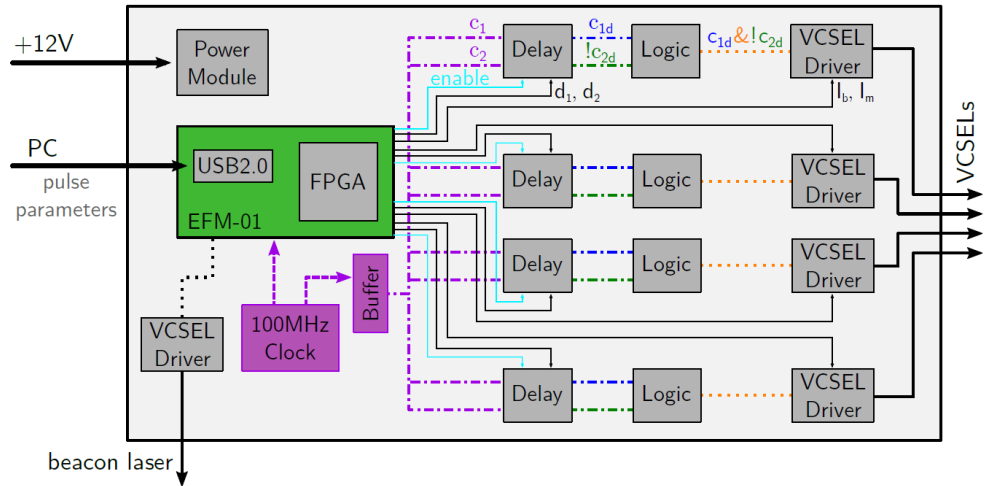 +12V
Power
Module
c1
c2
enable
Delay
c1d
!c2d
Logic
c1d&!c2d
VCSEL
Driver
d1, d2
Ib, Im
PC
pulse
parameters
USB2.0
FPGA
EFM-01
Delay
Logic
VCSEL
Driver
VCSELs
Delay
Logic
VCSEL
Driver
Buffer
100MHz
Clock
VCSEL
Driver
Delay
Logic
VCSEL
Driver
beacon laser